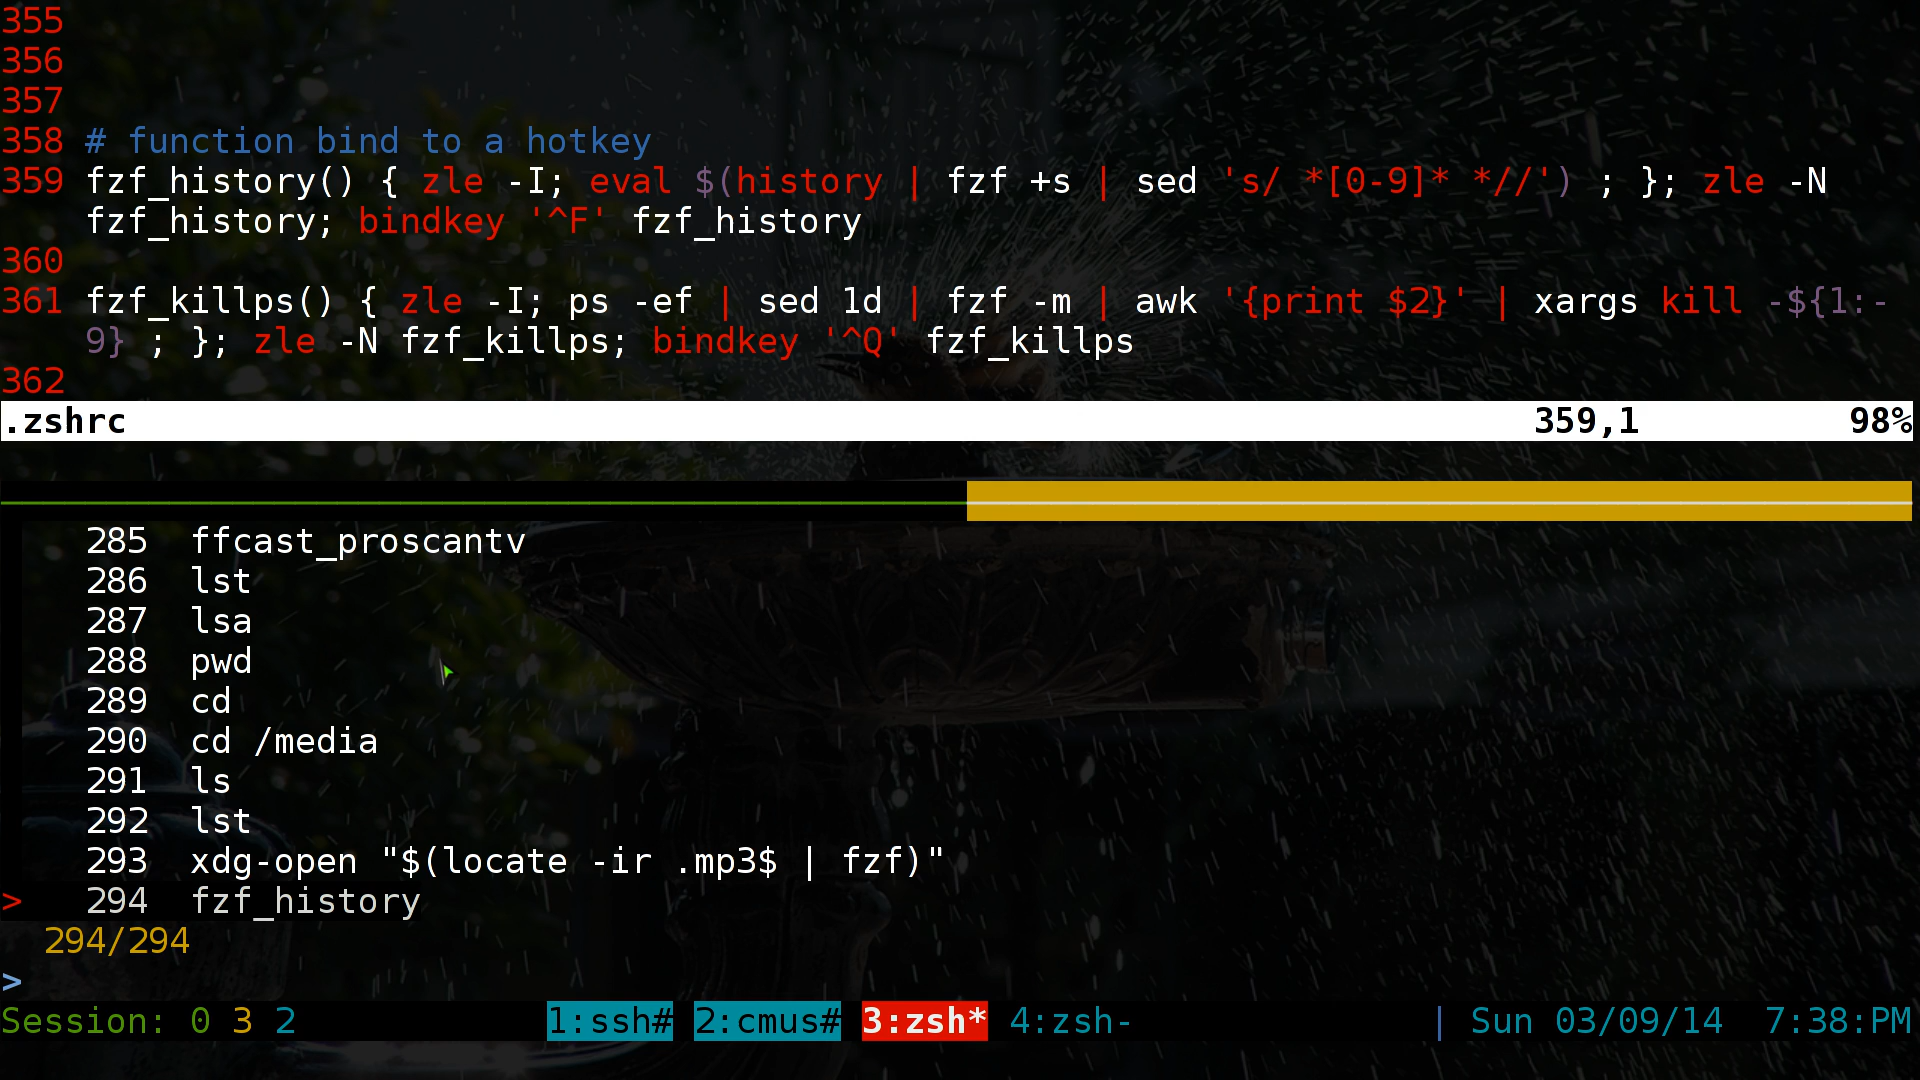 355
356
357
358 # function bind to a hotkey
359 fzf_history() { zle -I; eval $(history | fzf +s | sed 's/ *[0-9]* *//') ; }; zle -N
fzf_history; bindkey '^F' fzf_history
360
361 fzf_killps() { zle -I; ps -ef | sed 1d | fzf -m | awk '{print $2}' | xargs kill -${1:-
9} ; }; zle -N fzf_killps; bindkey '^Q' fzf_killps
362
.zshrc 359,1 98%
285 ffcast_proscantv
286 lst
287 lsa
288 pwd
289 cd
290 cd /media
291 ls
292 lst
293 xdg-open "$(locate -ir .mp3$ | fzf)"
> 294 fzf_history
294/294
>
Session: 0 3 2 1:ssh# 2:cmus# 3:zsh* 4:zsh- | Sun 03/09/14 7:38:PM